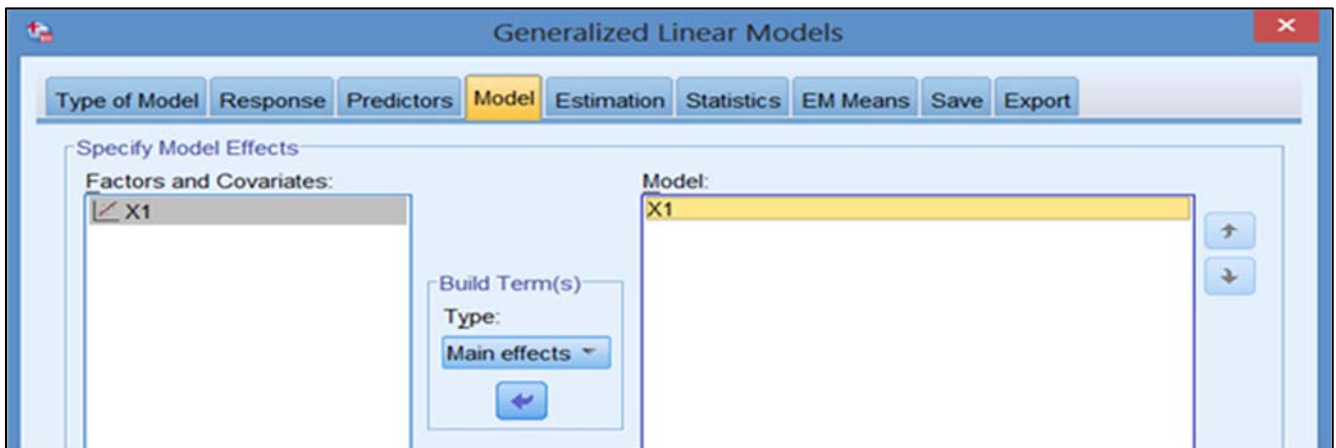 Generalized Linear Models
Type of Model Response Predictors Model Estimation Statistics EM Means Save Export
Specify Model Effects
Factors and Covariates:
Model:
X1
X1
Build Term(s)
Type:
Main effects